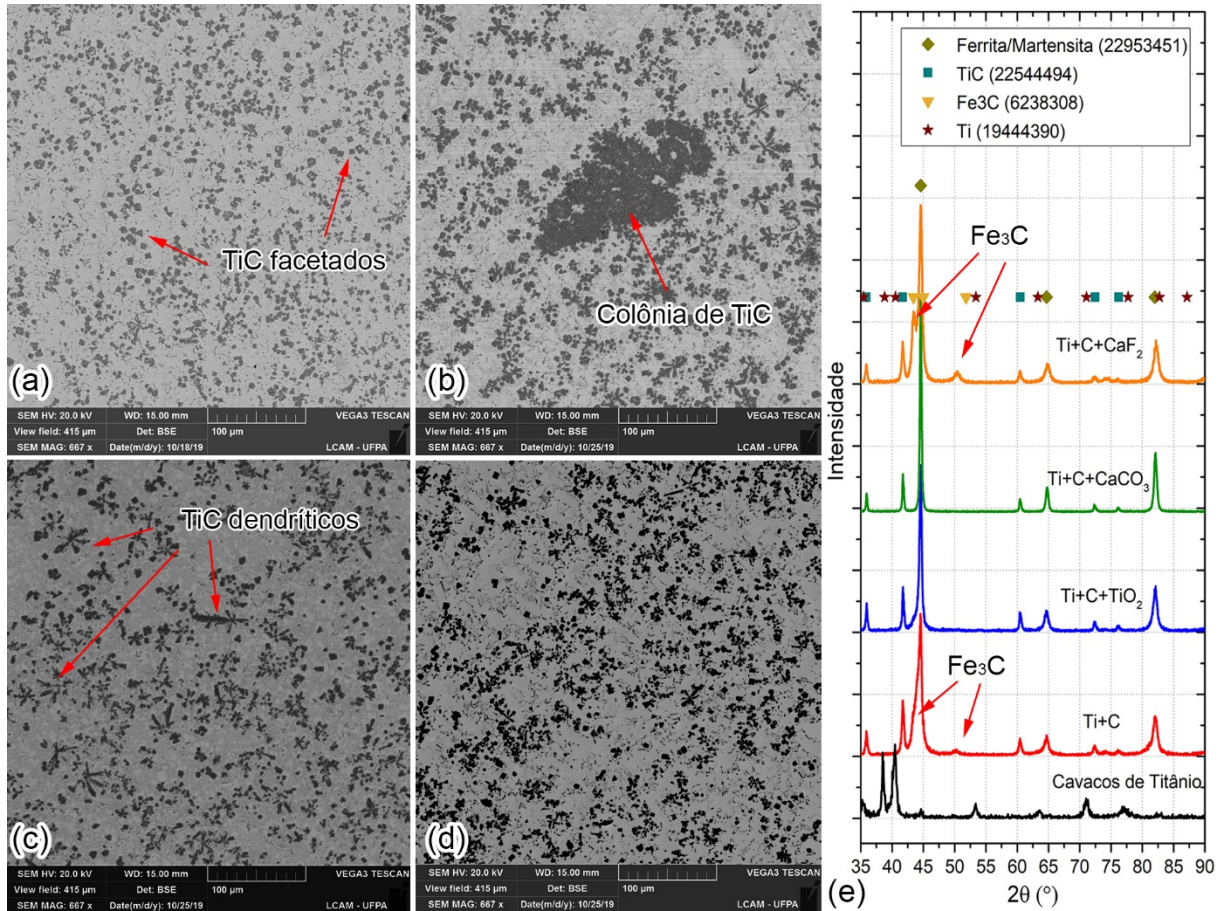 TiC facetados
(a)
SEM HV: 20.0 kV WD: 15.00 mm VEGA3 TESCAN
View field: 415 µm Det: BSE 100 µm
SEM MAG: 667 x Date(m/d/y): 10/18/19 LCAM - UFPA
Colônia de TiC
(b)
SEM HV: 20.0 kV WD: 15.00 mm VEGA3 TESCAN
View field: 415 µm Det: BSE 100 µm
SEM MAG: 667 x Date(m/d/y): 10/25/19 LCAM - UFPA
TiC dendríticos
(c)
SEM HV: 20.0 kV WD: 15.00 mm VEGA3 TESCAN
View field: 415 µm Det: BSE 100 µm
SEM MAG: 667 x Date(m/d/y): 10/25/19 LCAM - UFPA
(d)
SEM HV: 20.0 kV WD: 15.00 mm VEGA3 TESCAN
View field: 415 µm Det: BSE 100 µm
SEM MAG: 667 x Date(m/d/y): 10/25/19 LCAM - UFPA
Ferrita/Martensita (22953451)
TiC (22544494)
Fe3C (6238308)
Ti (19444390)
Fe₃C
Ti+C+CaF₂
Intensidade
Ti+C+CaCO₃
Ti+C+TiO₂
Fe₃C
Ti+C
Cavacos de Titânio
(e)
35 40 45 50 55 60 65 70 75 80 85 90
2θ (°)